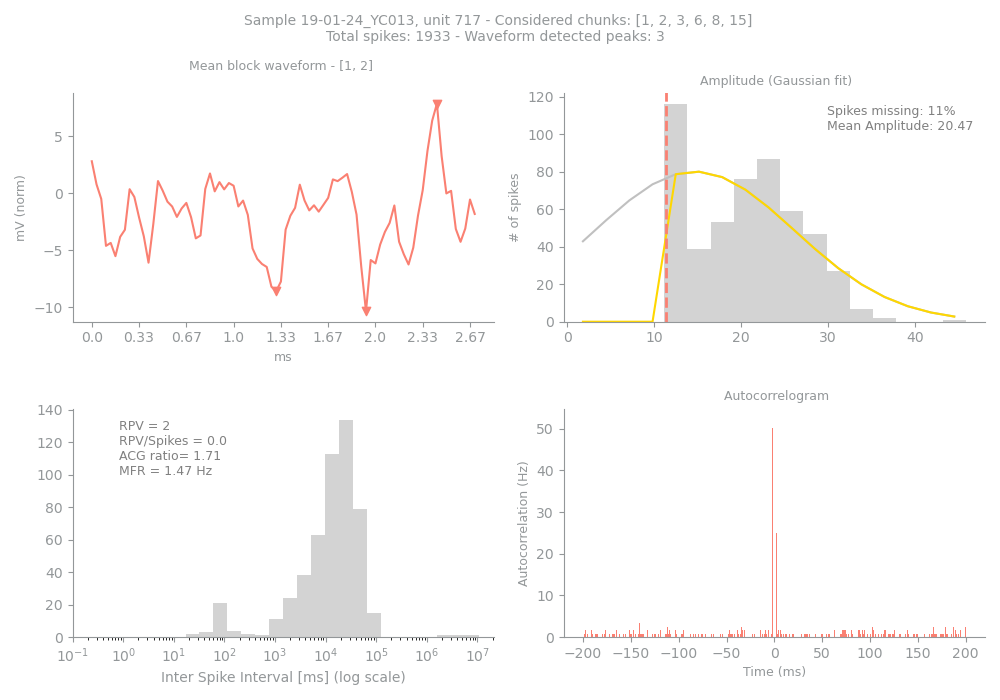 Sample 19-01-24_YC013, unit 717 - Considered chunks: [1, 2, 3, 6, 8, 15]
Total spikes: 1933 - Waveform detected peaks: 3
Mean block waveform - [1, 2]
mV (norm)
5
0
−5
−10
0.0 0.33 0.67 1.0 1.33 1.67 2.0 2.33 2.67
ms
Amplitude (Gaussian fit)
Spikes missing: 11%
Mean Amplitude: 20.47
# of spikes
120
100
80
60
40
20
0
0 10 20 30 40
RPV = 2
RPV/Spikes = 0.0
ACG ratio= 1.71
MFR = 1.47 Hz
140
120
100
80
60
40
20
0
10⁻¹ 10⁰ 10¹ 10² 10³ 10⁴ 10⁵ 10⁶ 10⁷
Inter Spike Interval [ms] (log scale)
Autocorrelogram
Autocorrelation (Hz)
50
40
30
20
10
0
−200 −150 −100 −50 0 50 100 150 200
Time (ms)